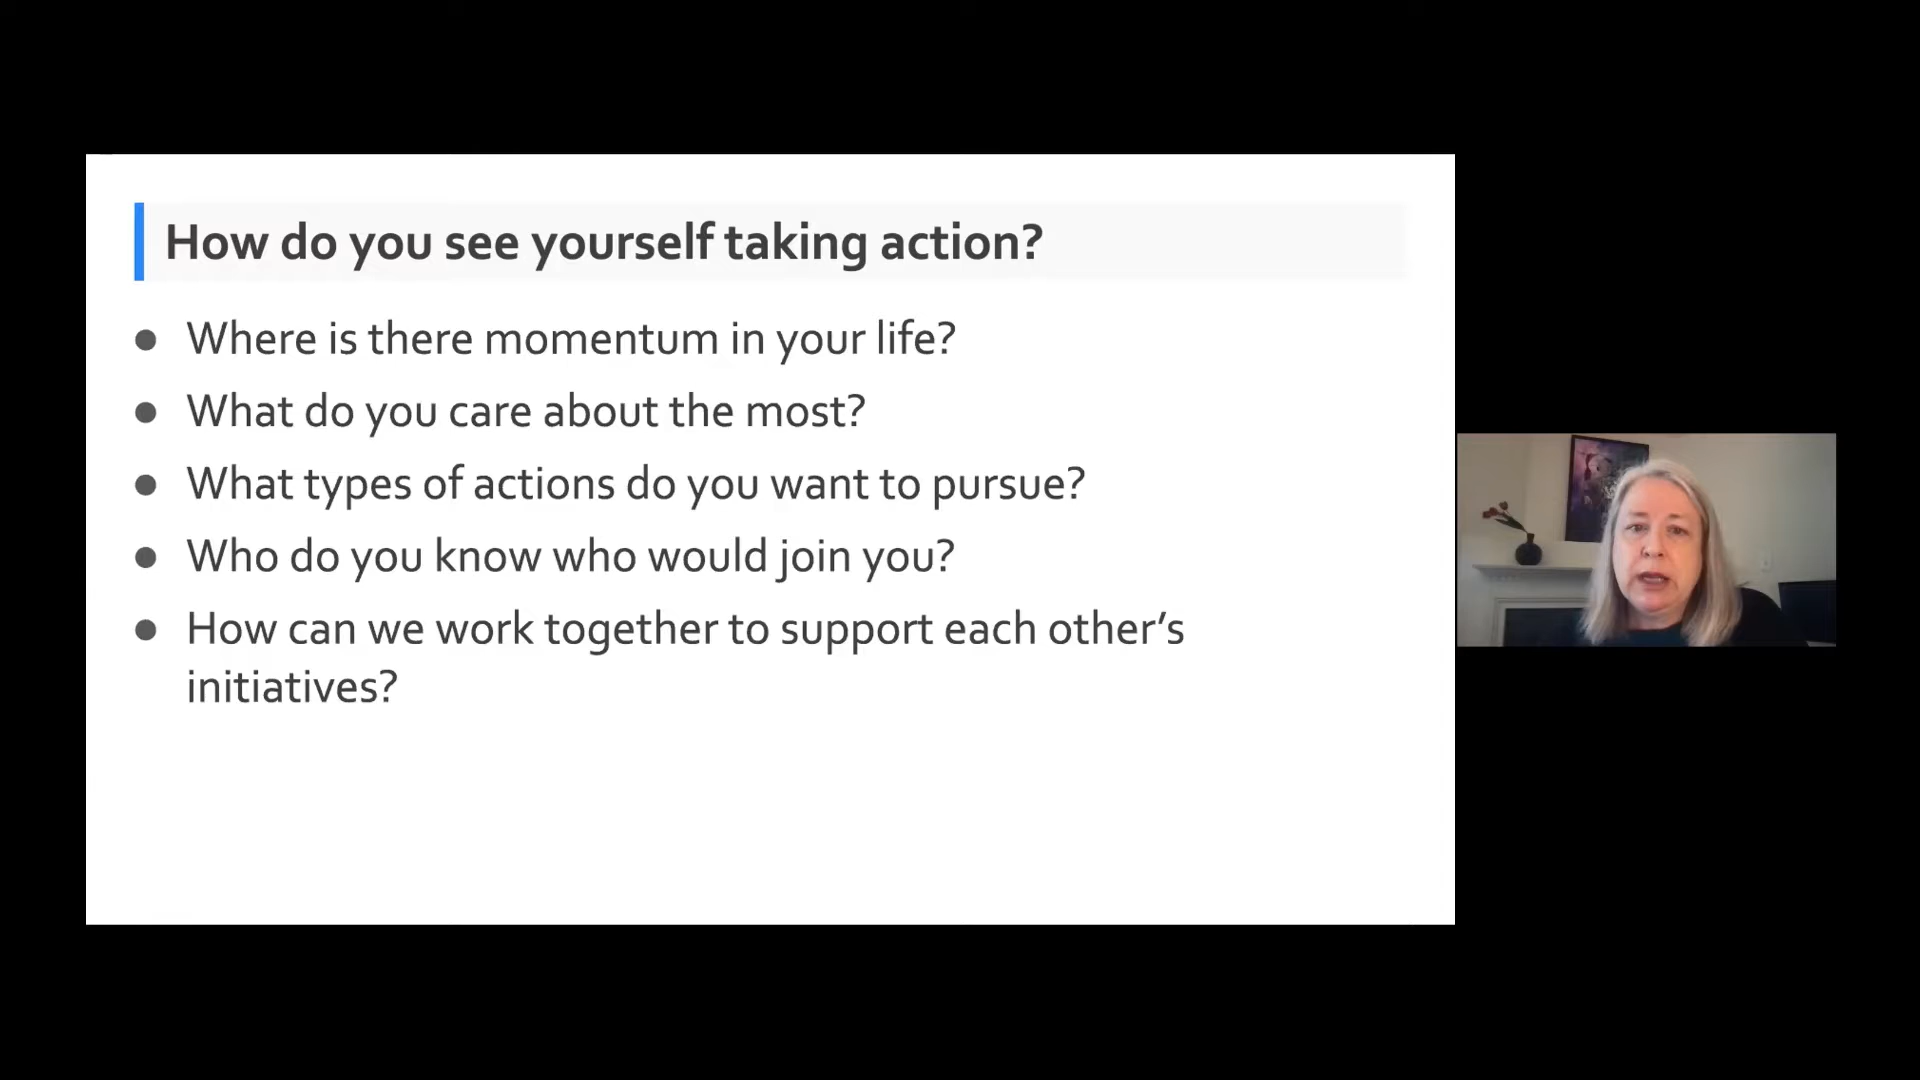 How do you see yourself taking action?
● Where is there momentum in your life?
● What do you care about the most?
● What types of actions do you want to pursue?
● Who do you know who would join you?
● How can we work together to support each other’s
initiatives?